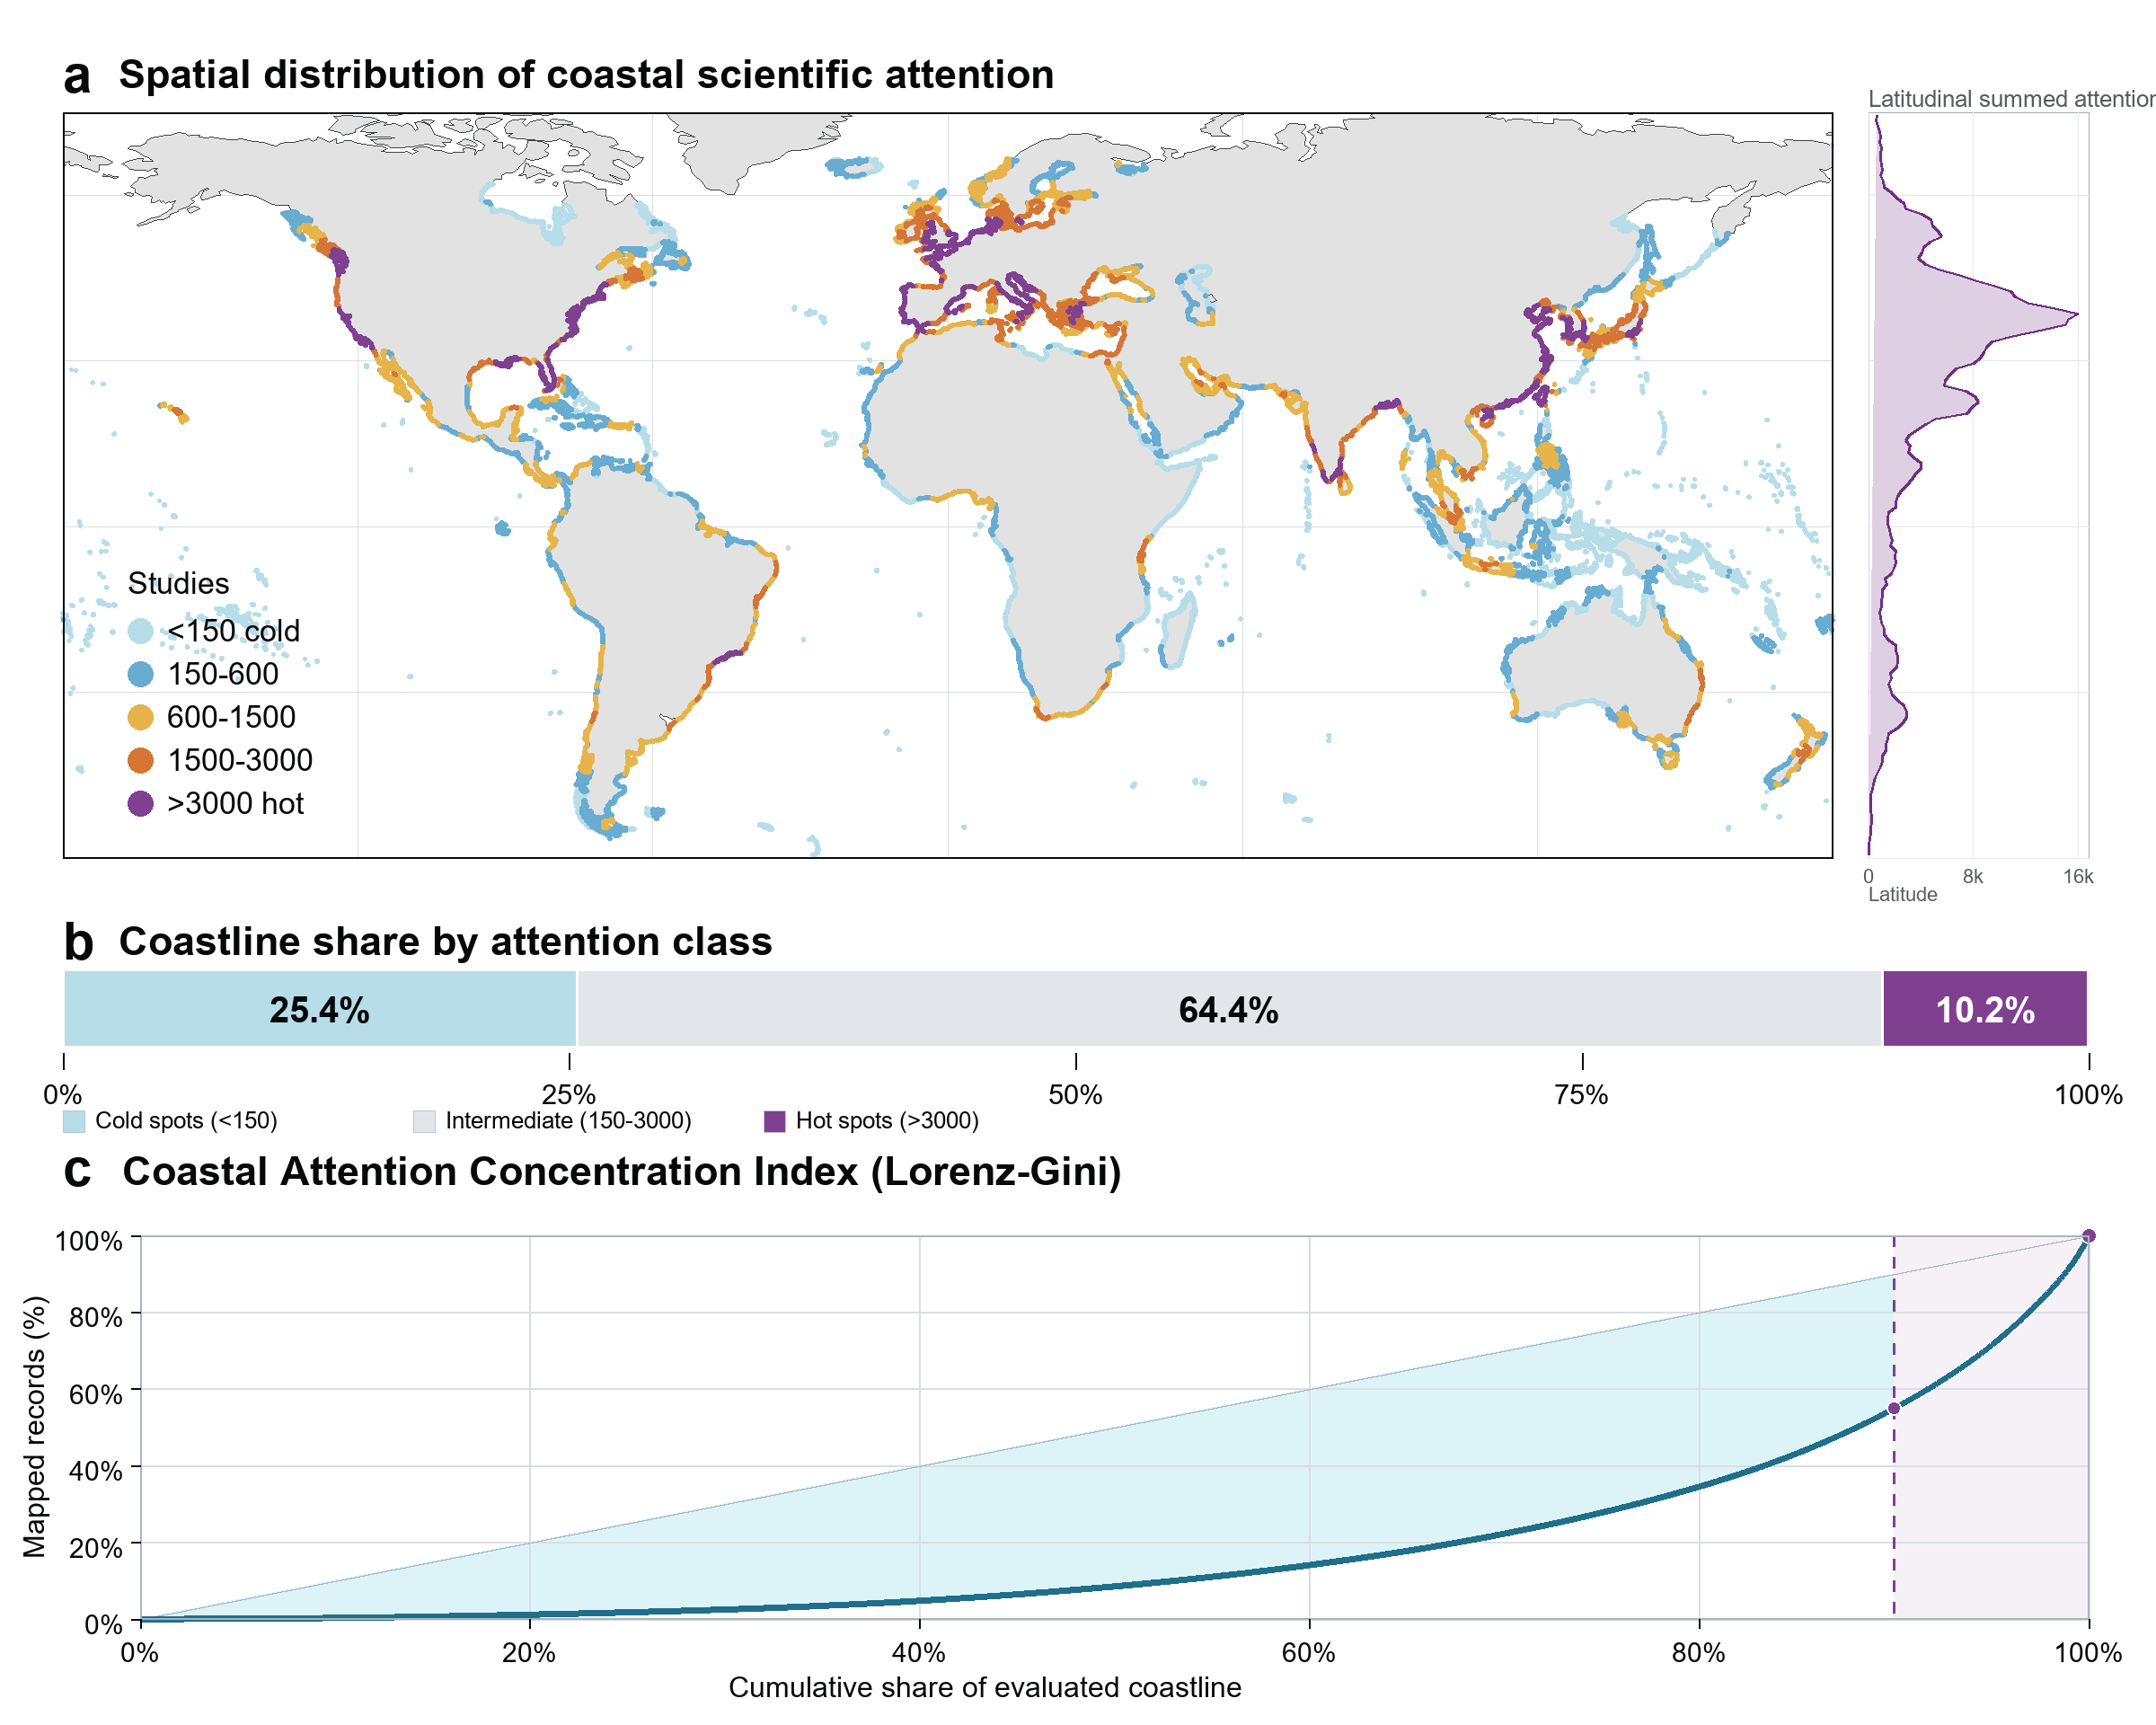 a Spatial distribution of coastal scientific attention
Latitudinal summed attention
Studies
<150 cold
150-600
600-1500
1500-3000
>3000 hot
0 8k 16k
Latitude
b Coastline share by attention class
25.4% 64.4% 10.2%
0% 25% 50% 75% 100%
Cold spots (<150) Intermediate (150-3000) Hot spots (>3000)
c Coastal Attention Concentration Index (Lorenz-Gini)
Mapped records (%)
100%
80%
60%
40%
20%
0%
0% 20% 40% 60% 80% 100%
Cumulative share of evaluated coastline